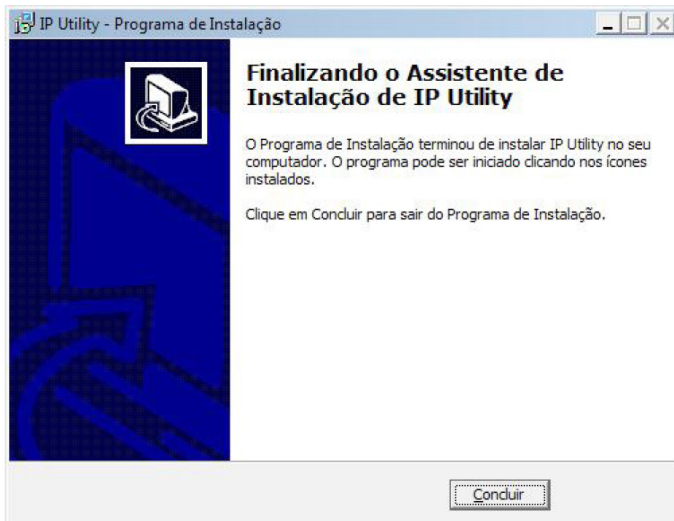 IP Utility - Programa de Instalação
Finalizando o Assistente de
Instalação de IP Utility
O Programa de Instalação terminou de instalar IP Utility no seu
computador. O programa pode ser iniciado clicando nos ícones
instalados.
Clique em Concluir para sair do Programa de Instalação.
Concluir